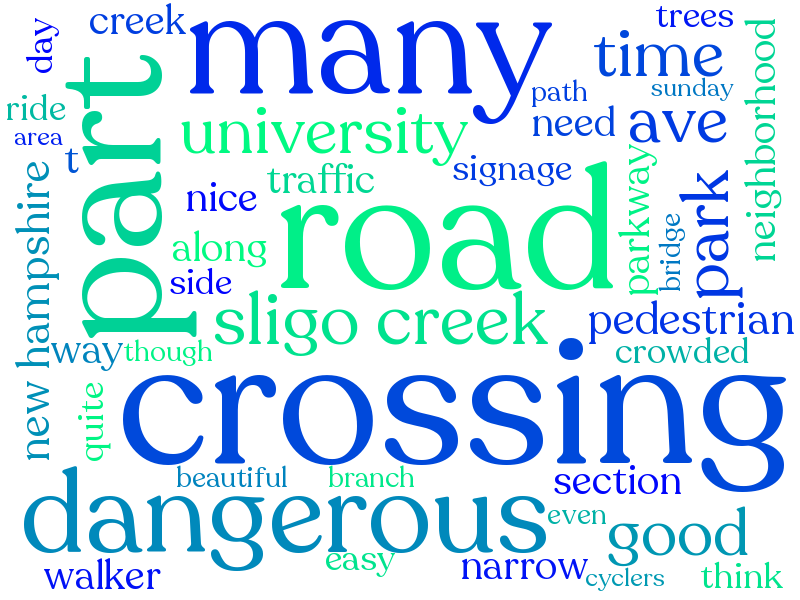 day
creek
many
trees
time
sunday
part
ride
area
t
university
path
need
ave
neighborhood
traffic
signage
nice
road
parkway
bridge
park
new hampshire
along
side
sligo creek
pedestrian
way
though
crowded
quite
crossing
beautiful
branch
section
dangerous
even
good
walker
easy
narrow
cyclers
think